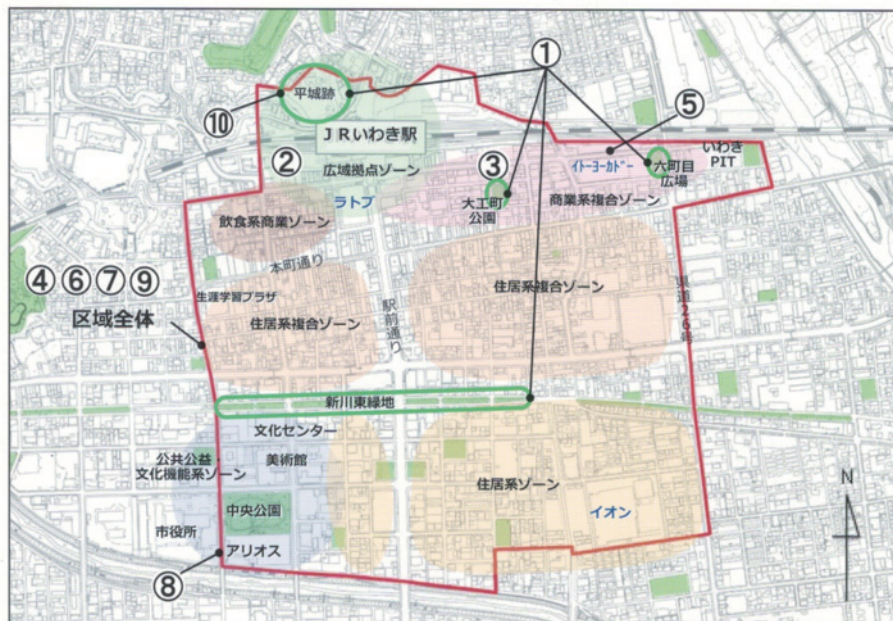 ①
平城跡
⑩
JRいわき駅
⑤
②
広域拠点ゾーン
③
イトーヨーカドー
六町目
広場
いわき
PIT
大工町
公園
ラトブ
商業系複合ゾーン
飲食系商業ゾーン
本町通り
④⑥⑦⑨
区域全体
生涯学習プラザ
住居系複合ゾーン
駅前通り
住居系複合ゾーン
県道26号
新川東緑地
文化センター
公共公益
文化機能系ゾーン
美術館
住居系ゾーン
中央公園
イオン
市役所
アリオス
⑧
N